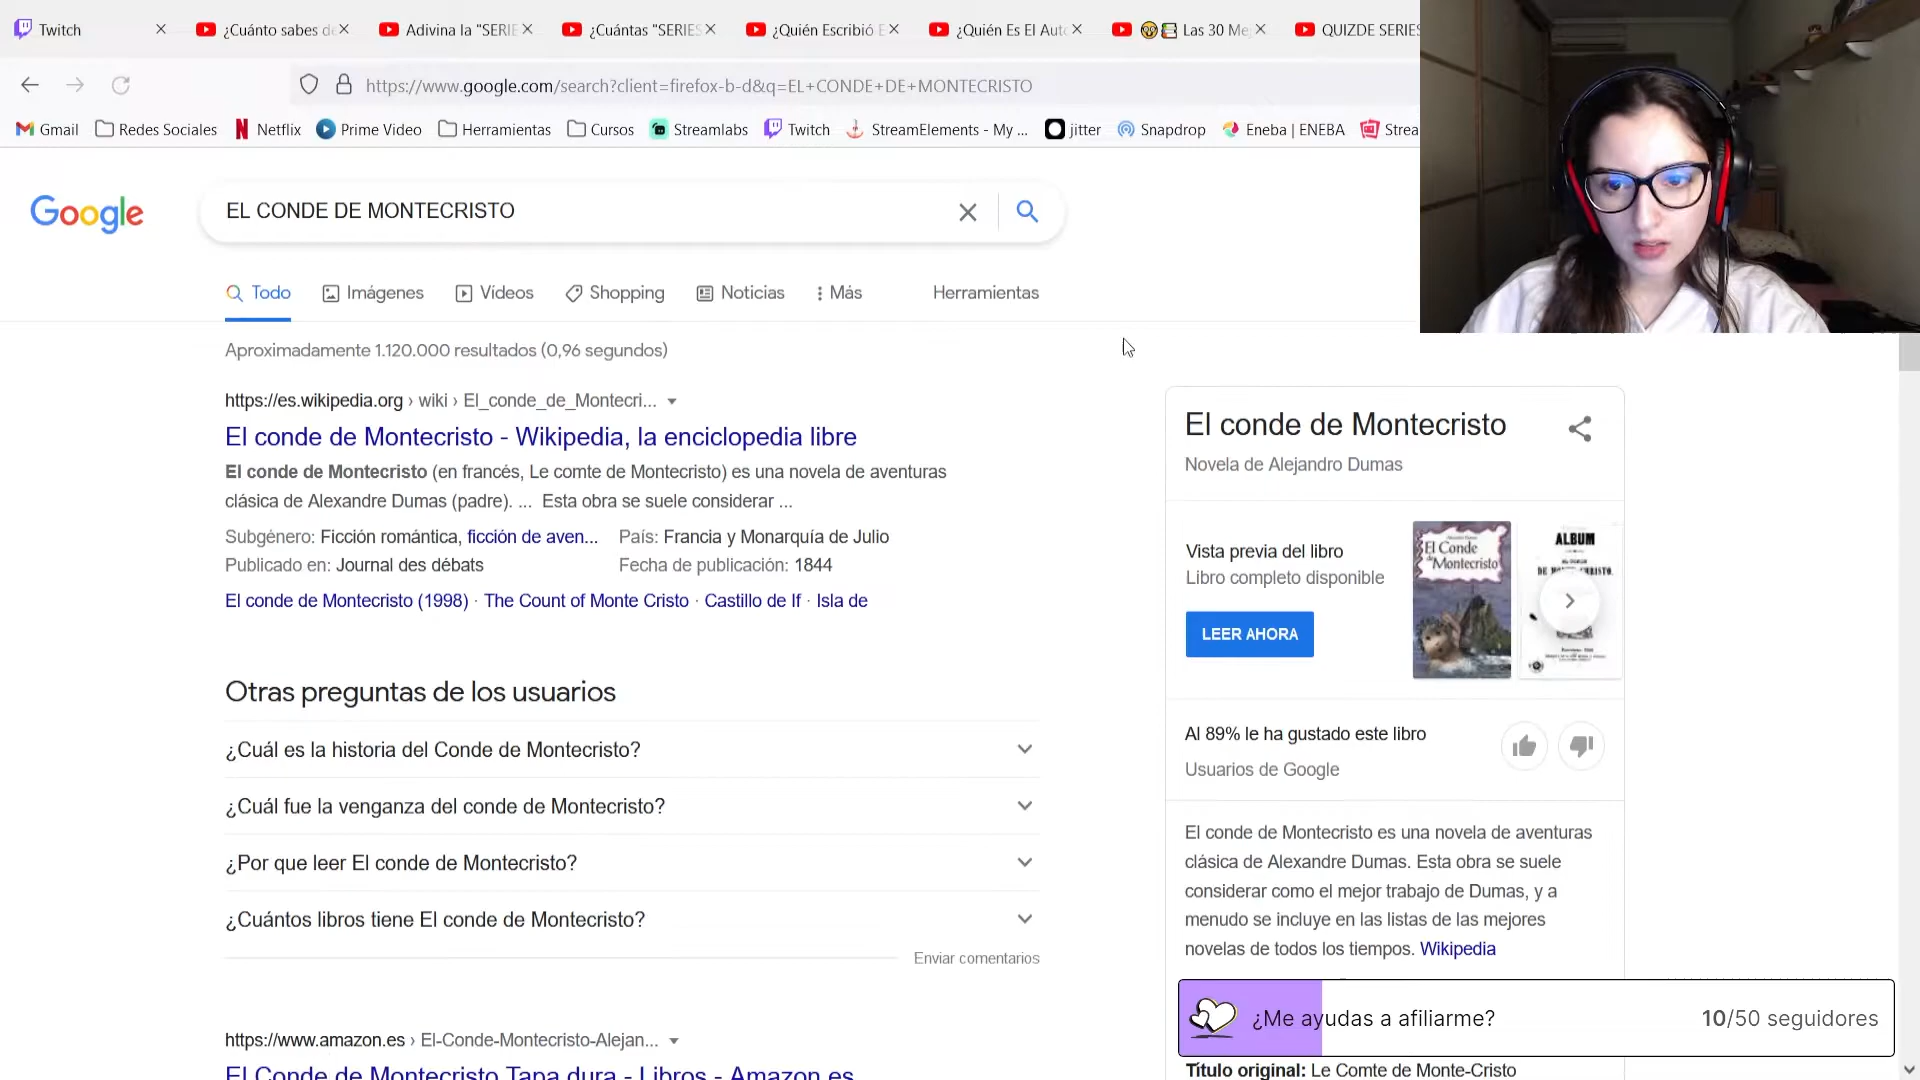 Twitch
¿Cuánto sabes de
Adivina la "SERIE
¿Cuántas "SERIES
¿Quién Escribió E
¿Quién Es El Auto
Las 30 Me
QUIZDE SERIES
https://www.google.com/search?client=firefox-b-d&q=EL+CONDE+DE+MONTECRISTO
Gmail
Redes Sociales
Netflix
Prime Video
Herramientas
Cursos
Streamlabs
Twitch
StreamElements - My ...
jitter
Snapdrop
Eneba | ENEBA
Strea
Google
EL CONDE DE MONTECRISTO
Todo
Imágenes
Vídeos
Shopping
Noticias
Más
Herramientas
Aproximadamente 1.120.000 resultados (0,96 segundos)
https://es.wikipedia.org › wiki › El_conde_de_Montecri...
El conde de Montecristo - Wikipedia, la enciclopedia libre
El conde de Montecristo (en francés, Le comte de Montecristo) es una novela de aventuras
clásica de Alexandre Dumas (padre). ... Esta obra se suele considerar ...
Subgénero: Ficción romántica, ficción de aven...
País: Francia y Monarquía de Julio
Publicado en: Journal des débats
Fecha de publicación: 1844
El conde de Montecristo (1998) · The Count of Monte Cristo · Castillo de If · Isla de
Otras preguntas de los usuarios
¿Cuál es la historia del Conde de Montecristo?
¿Cuál fue la venganza del conde de Montecristo?
¿Por que leer El conde de Montecristo?
¿Cuántos libros tiene El conde de Montecristo?
Enviar comentarios
https://www.amazon.es › El-Conde-Montecristo-Alejan...
El Conde de Montecristo Tapa dura - Libros - Amazon.es
El conde de Montecristo
Novela de Alejandro Dumas
Vista previa del libro
Libro completo disponible
LEER AHORA
El Conde
de Montecristo
ALBUM
Al 89% le ha gustado este libro
Usuarios de Google
El conde de Montecristo es una novela de aventuras
clásica de Alexandre Dumas. Esta obra se suele
considerar como el mejor trabajo de Dumas, y a
menudo se incluye en las listas de las mejores
novelas de todos los tiempos. Wikipedia
¿Me ayudas a afiliarme?
10/50 seguidores
Título original: Le Comte de Monte-Cristo